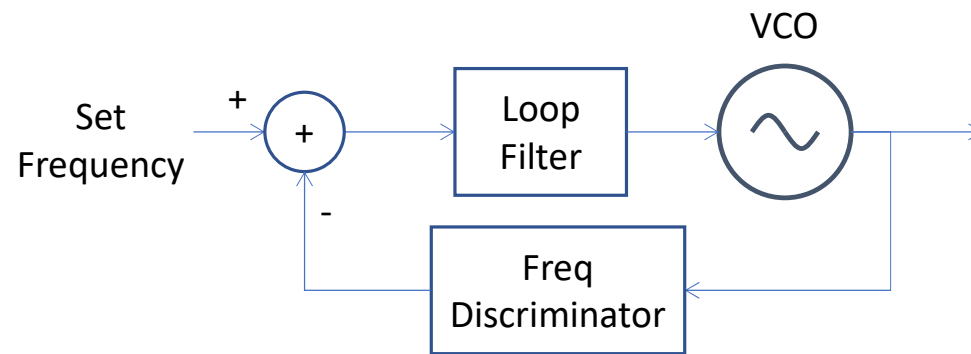 VCO
Set
Frequency
+
+
Loop
Filter
-
Freq
Discriminator